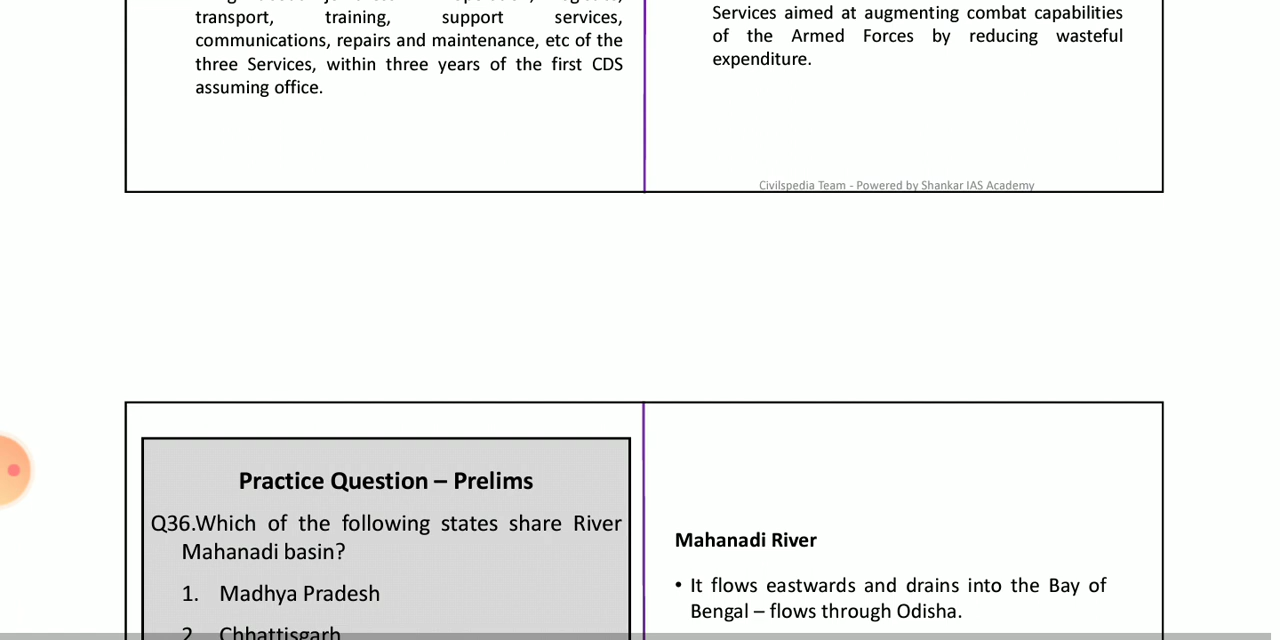 transport, training, support services,
communications, repairs and maintenance, etc of the
three Services, within three years of the first CDS
assuming office.
Services aimed at augmenting combat capabilities
of the Armed Forces by reducing wasteful
expenditure.
Civilspedia Team - Powered by Shankar IAS Academy
Practice Question – Prelims
Q36.Which of the following states share River
Mahanadi basin?
1. Madhya Pradesh
2. Chhattisgarh
Mahanadi River
• It flows eastwards and drains into the Bay of
Bengal – flows through Odisha.